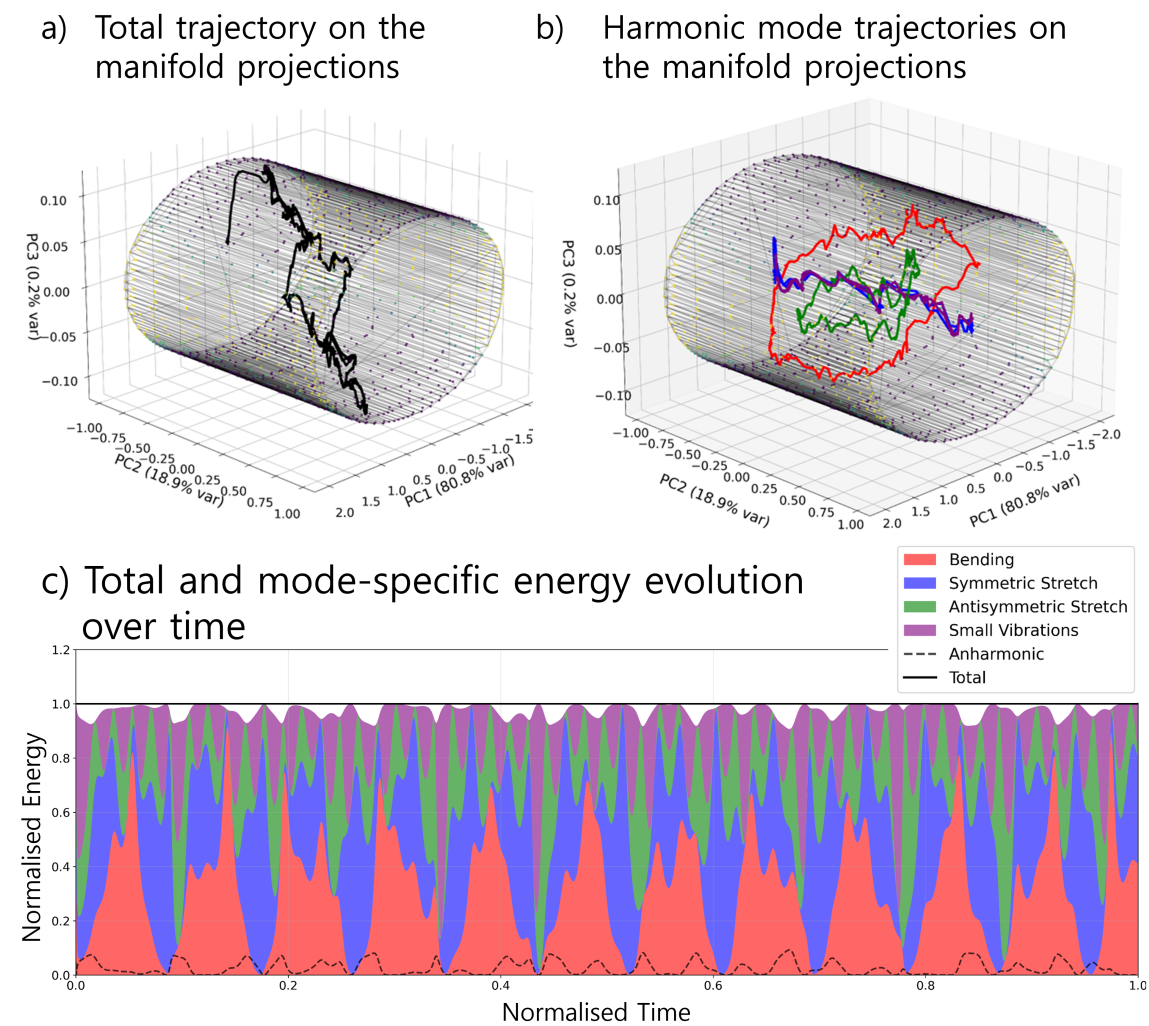 a) Total trajectory on the
manifold projections
b) Harmonic mode trajectories on
the manifold projections
0.10
0.05
0.00
−0.05
−0.10
PC3 (0.2% var)
−1.00
−0.75
−0.50
−0.25
0.00
0.25
0.50
0.75
1.00
PC2 (18.9% var)
2.0
1.5
1.0
0.5
0.0
−0.5
−1.0
−1.5
PC1 (80.8% var)
0.10
0.05
0.00
−0.05
−0.10
PC3 (0.2% var)
−1.00
−0.75
−0.50
−0.25
0.00
0.25
0.50
0.75
1.00
PC2 (18.9% var)
2.0
1.5
1.0
0.5
0.0
−0.5
−1.0
−1.5
−2.0
PC1 (80.8% var)
c) Total and mode-specific energy evolution
over time
Bending
Symmetric Stretch
Antisymmetric Stretch
Small Vibrations
Anharmonic
Total
1.2
1.0
0.8
0.6
0.4
0.2
0.0
Normalised Energy
0.0
0.2
0.4
0.6
0.8
1.0
Normalised Time